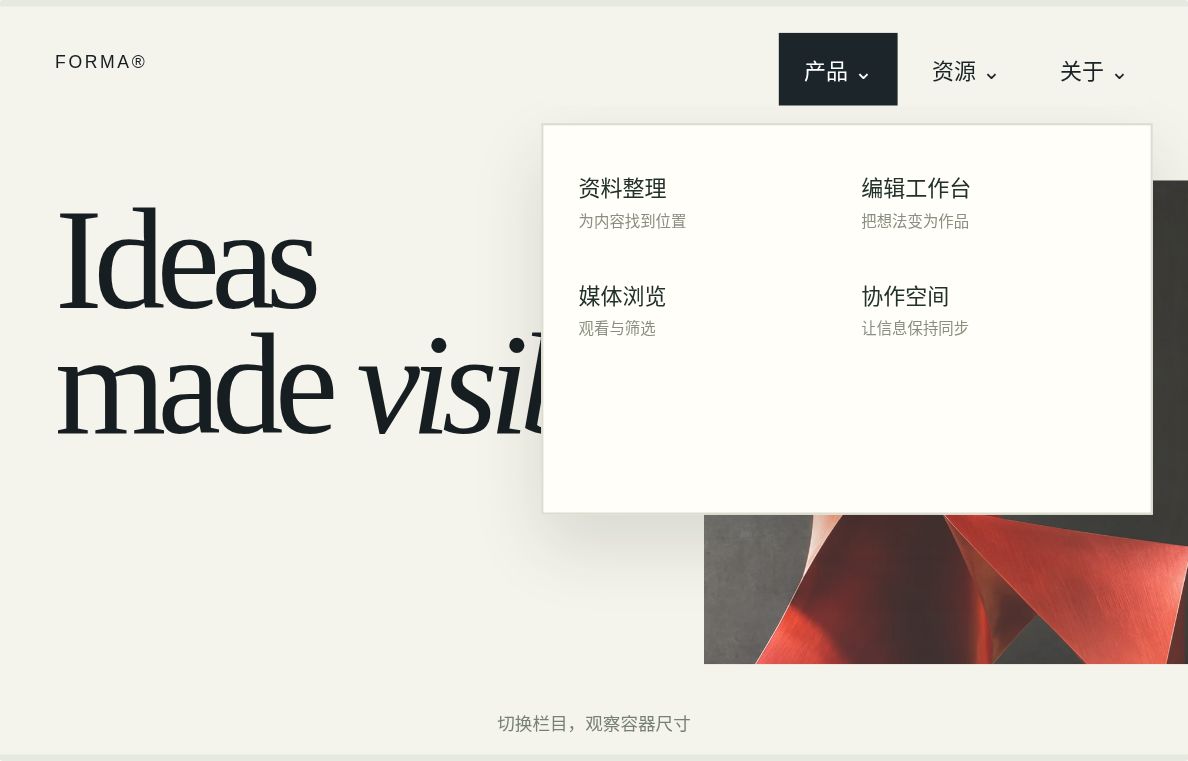 FORMA®
产品 资源 关于
资料整理 编辑工作台
为内容找到位置 把想法变为作品
媒体浏览 协作空间
观看与筛选 让信息保持同步
Ideas
made visib
切换栏目，观察容器尺寸